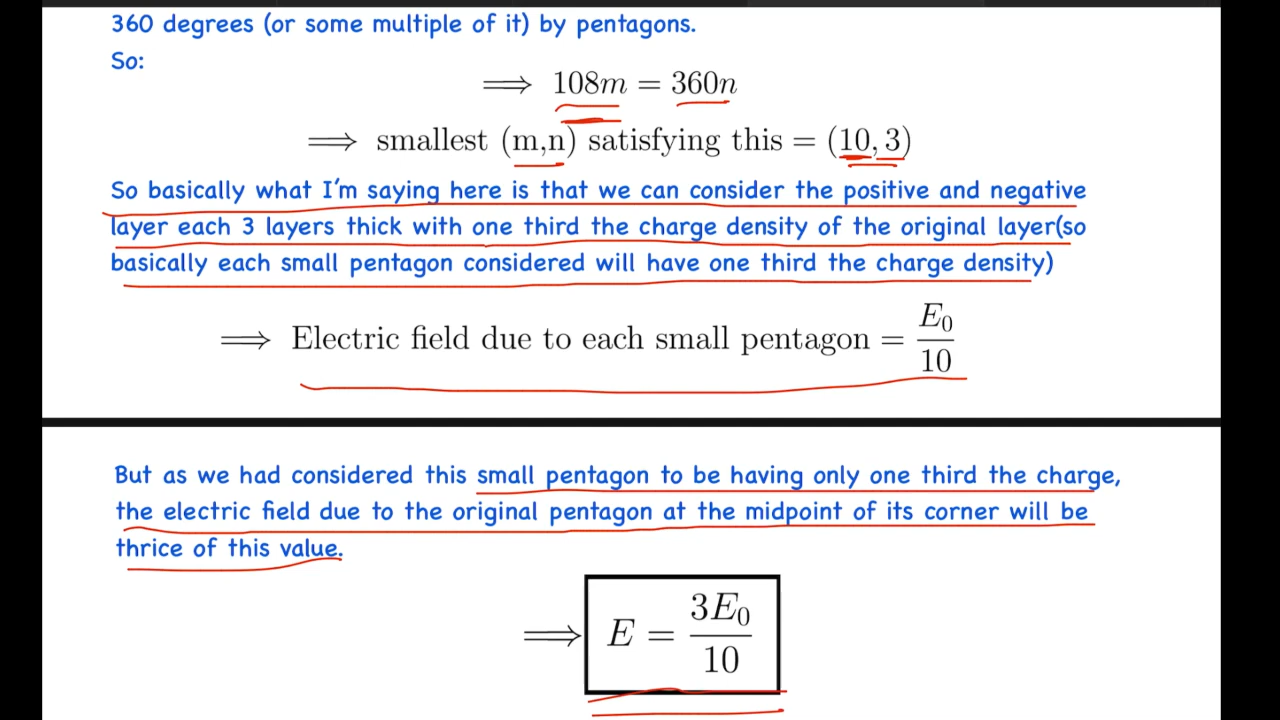 360 degrees (or some multiple of it) by pentagons.
So:
⟹ 108m = 360n
⟹ smallest (m,n) satisfying this = (10, 3)
So basically what I'm saying here is that we can consider the positive and negative
layer each 3 layers thick with one third the charge density of the original layer(so
basically each small pentagon considered will have one third the charge density)
⟹ Electric field due to each small pentagon = E₀/10
But as we had considered this small pentagon to be having only one third the charge,
the electric field due to the original pentagon at the midpoint of its corner will be
thrice of this value.
⟹ E = 3E₀/10